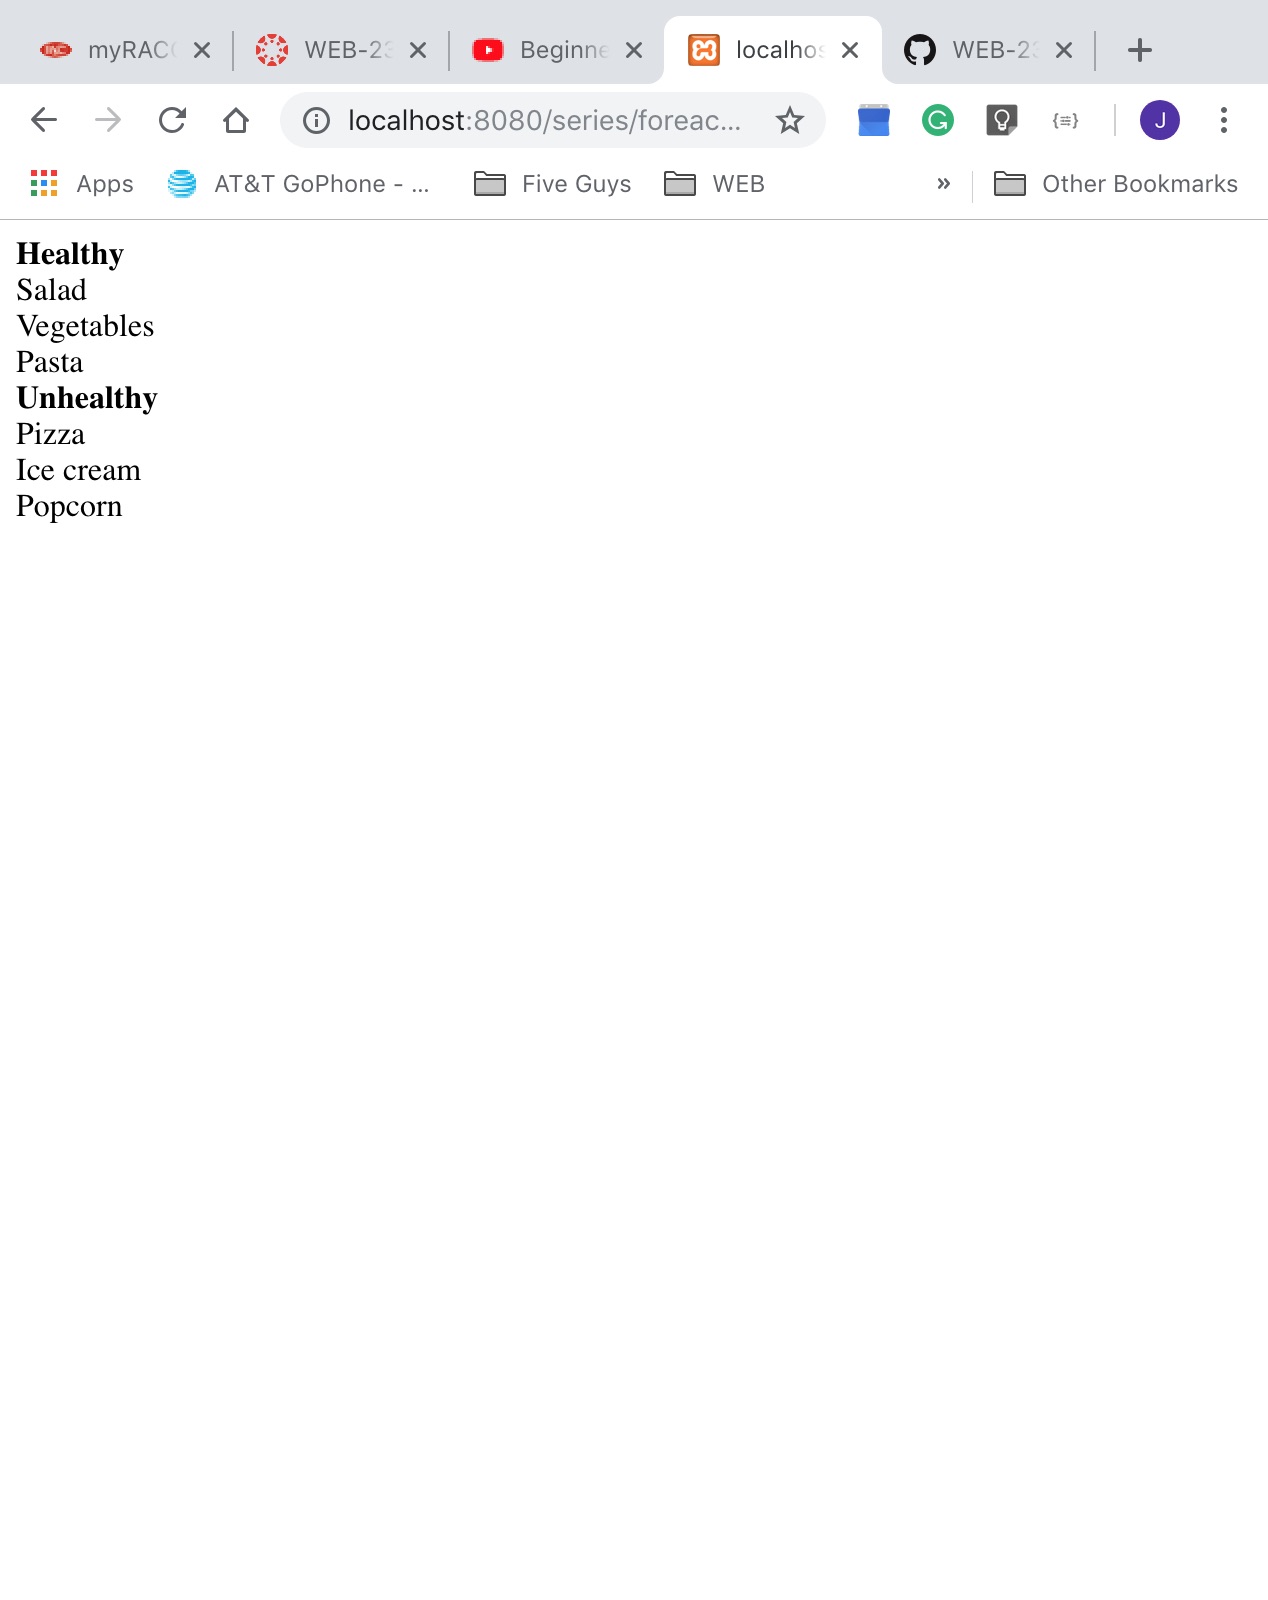 myRAC
WEB-23
Beginne
localhos
WEB-23
localhost:8080/series/foreac...
J
Apps
AT&T GoPhone - ...
Five Guys
WEB
»
Other Bookmarks
Healthy
Salad
Vegetables
Pasta
Unhealthy
Pizza
Ice cream
Popcorn